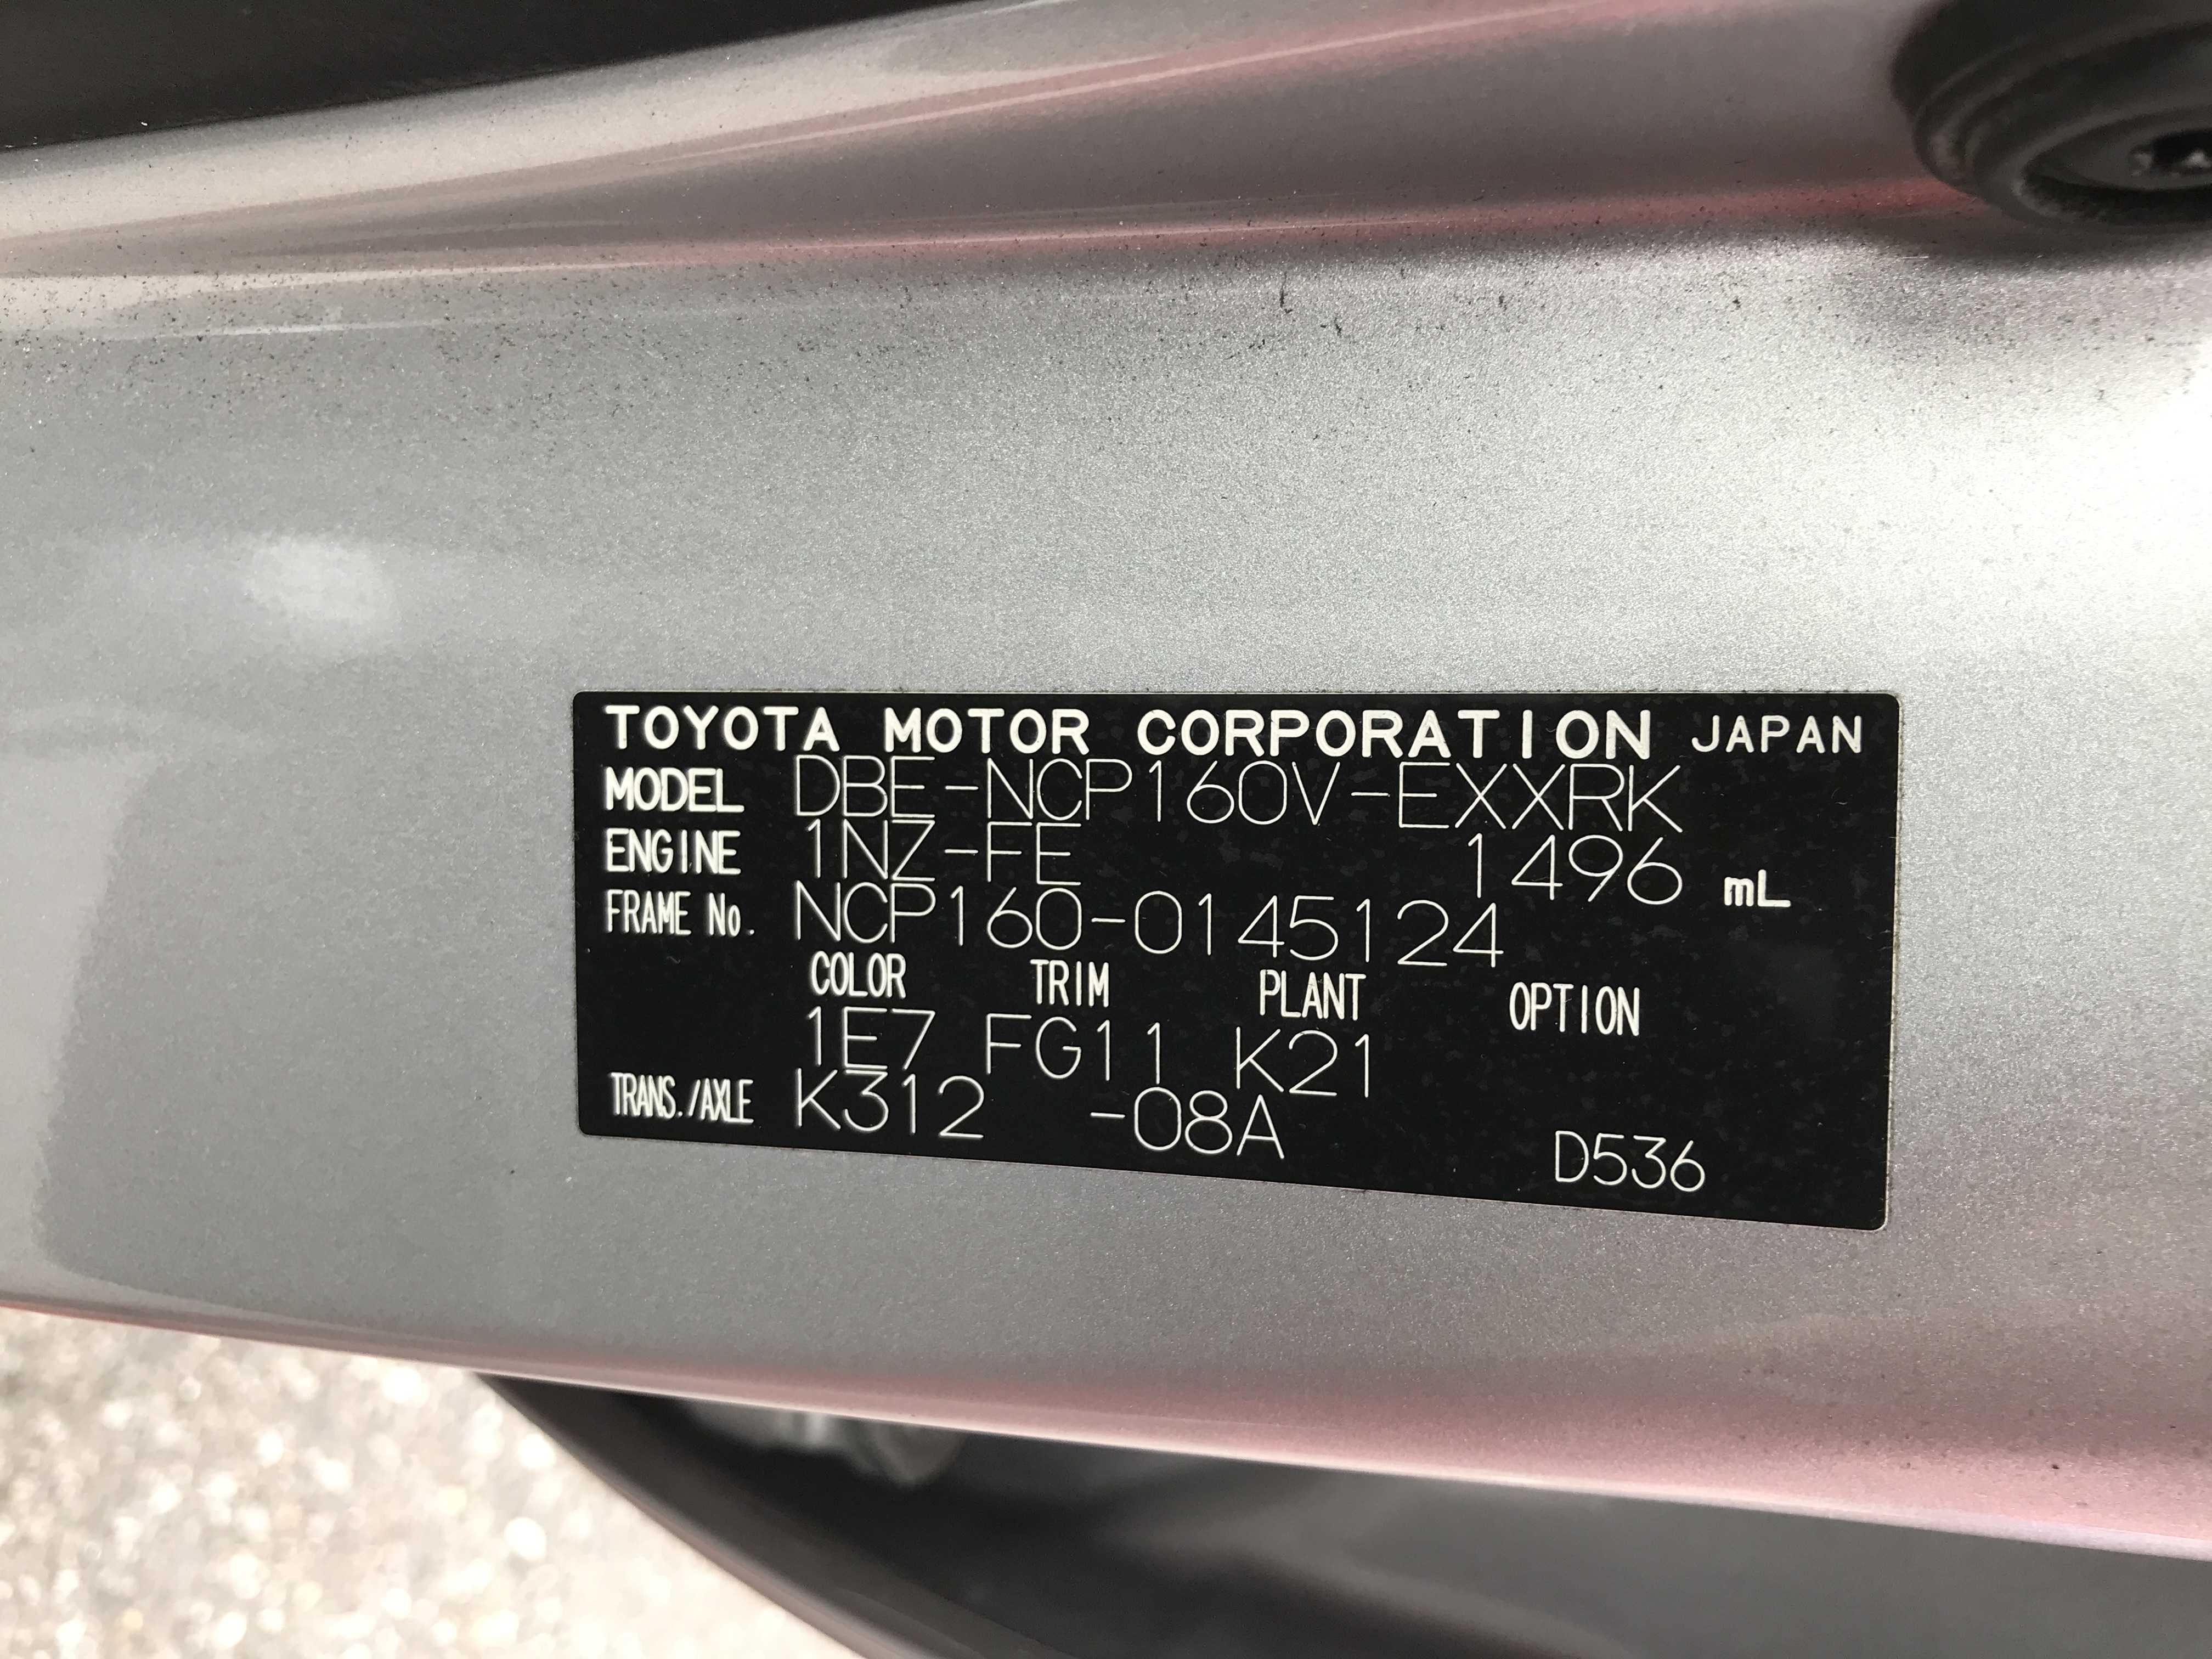 TOYOTA MOTOR CORPORATION JAPAN
MODEL DBE-NCP160V-EXXRK
ENGINE 1NZ-FE 1496 mL
FRAME No. NCP160-0145124
COLOR TRIM PLANT OPTION
1E7 FG11 K21
TRANS./AXLE K312 -08A D536